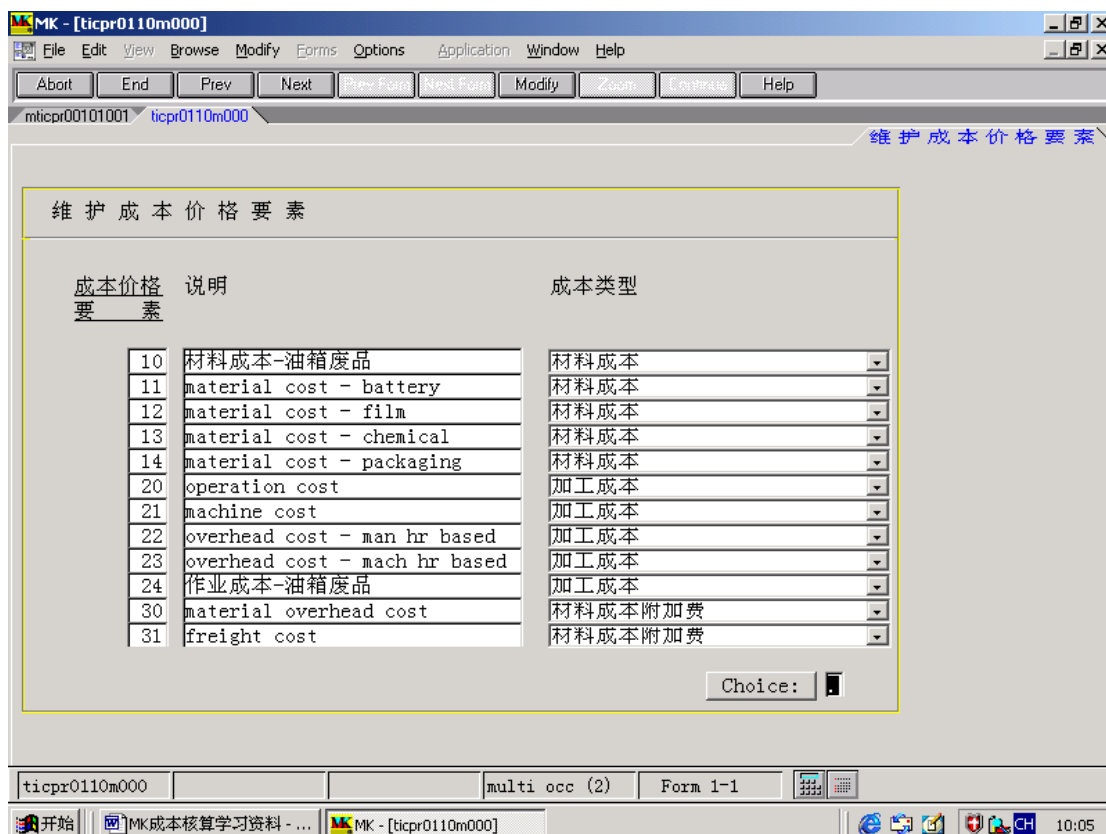 MK - [ticpr0110m000]
File Edit View Browse Modify Forms Options Application Window Help
Abort End Prev Next Prev Form Next Form Modify Zoom Continue Help
mticpr00101001 ticpr0110m000
维护成本价格要素
维护成本价格要素
成本价格 说明 成本类型
要 素
10 材料成本-油箱废品 材料成本
11 material cost - battery 材料成本
12 material cost - film 材料成本
13 material cost - chemical 材料成本
14 material cost - packaging 材料成本
20 operation cost 加工成本
21 machine cost 加工成本
22 overhead cost - man hr based 加工成本
23 overhead cost - mach hr based 加工成本
24 作业成本-油箱废品 加工成本
30 material overhead cost 材料成本附加费
31 freight cost 材料成本附加费
Choice: .
ticpr0110m000 multi occ (2) Form 1-1
开始 MK成本核算学习资料 - ... MK - [ticpr0110m000] CH 10:05